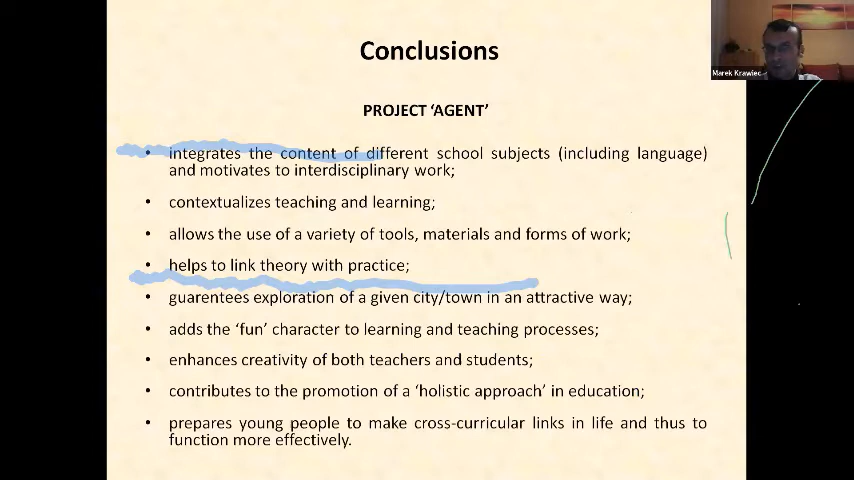 Conclusions
Marek Krawiec
PROJECT 'AGENT'
• integrates the content of different school subjects (including language)
and motivates to interdisciplinary work;
• contextualizes teaching and learning;
• allows the use of a variety of tools, materials and forms of work;
• helps to link theory with practice;
• guarentees exploration of a given city/town in an attractive way;
• adds the 'fun' character to learning and teaching processes;
• enhances creativity of both teachers and students;
• contributes to the promotion of a 'holistic approach' in education;
• prepares young people to make cross-curricular links in life and thus to
function more effectively.